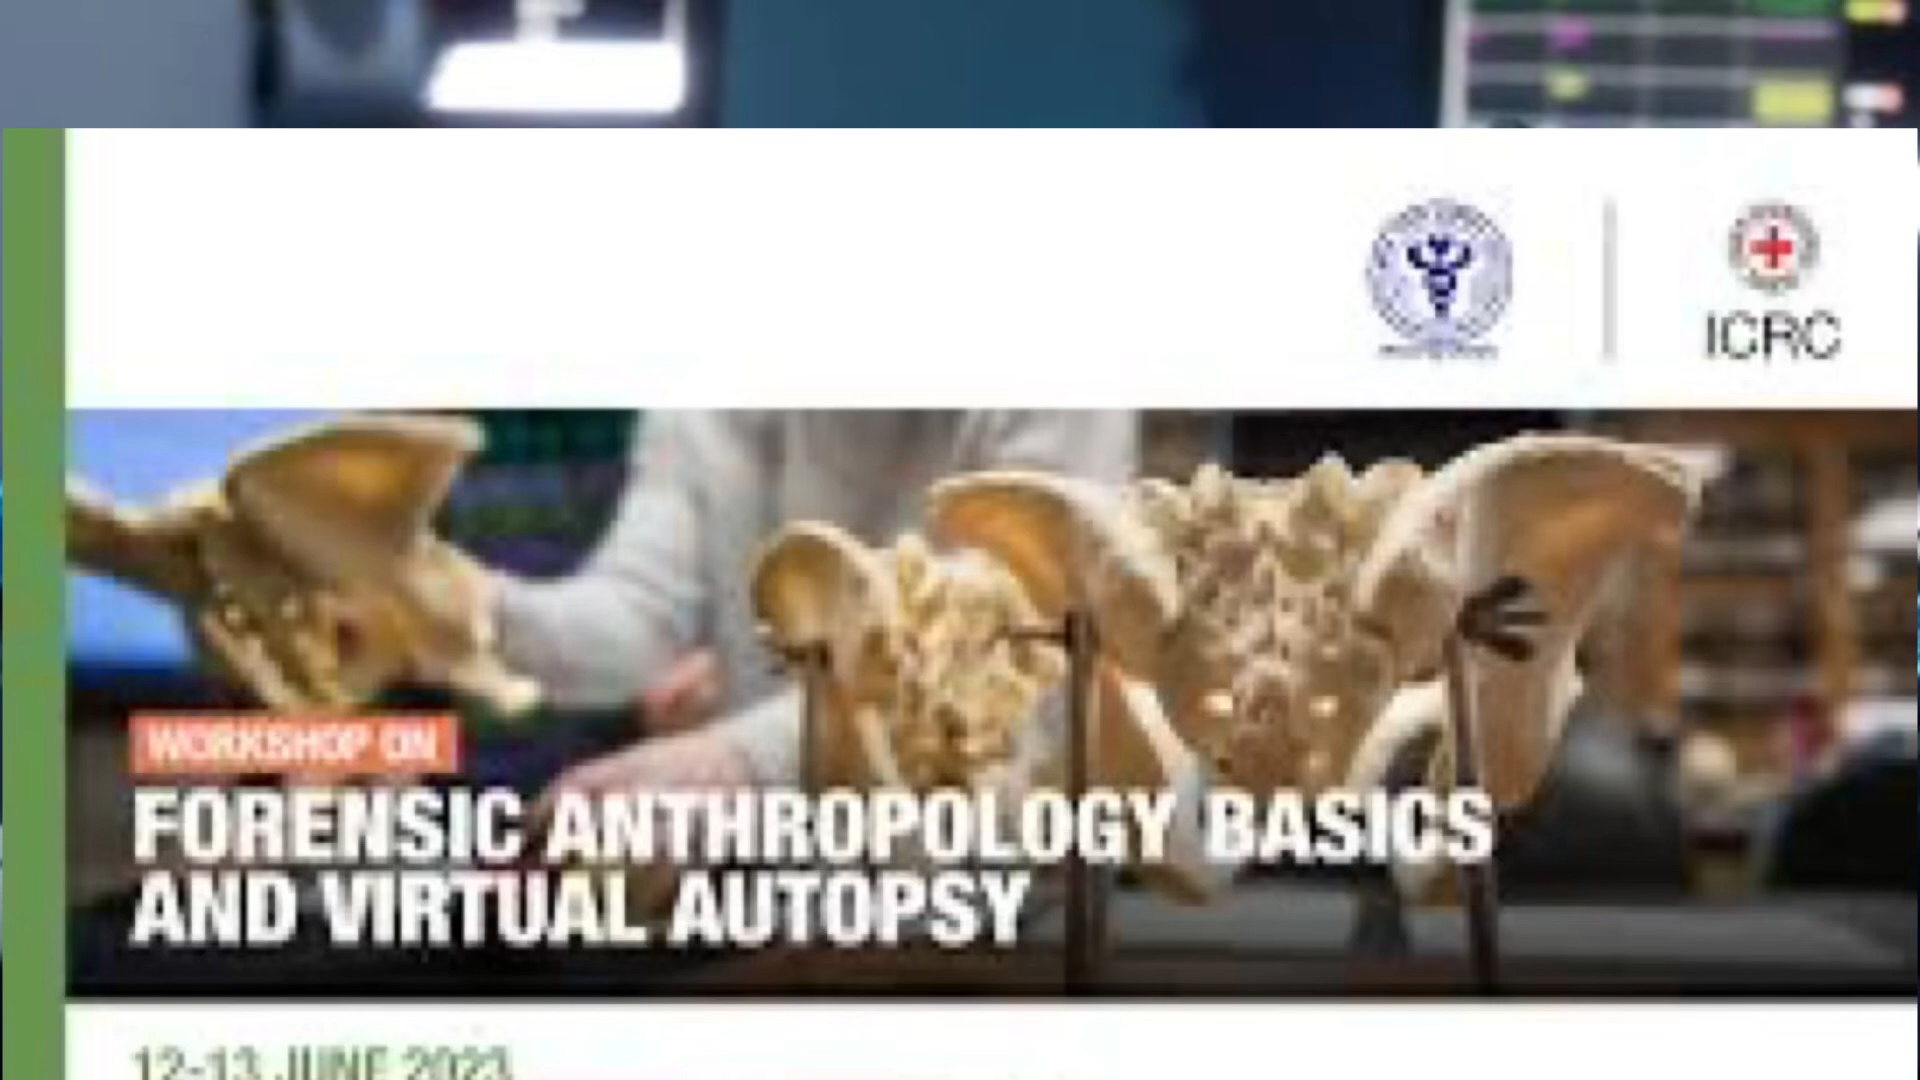 ICRC
WORKSHOP ON
FORENSIC ANTHROPOLOGY BASICS
AND VIRTUAL AUTOPSY
12-13 JUNE 2023